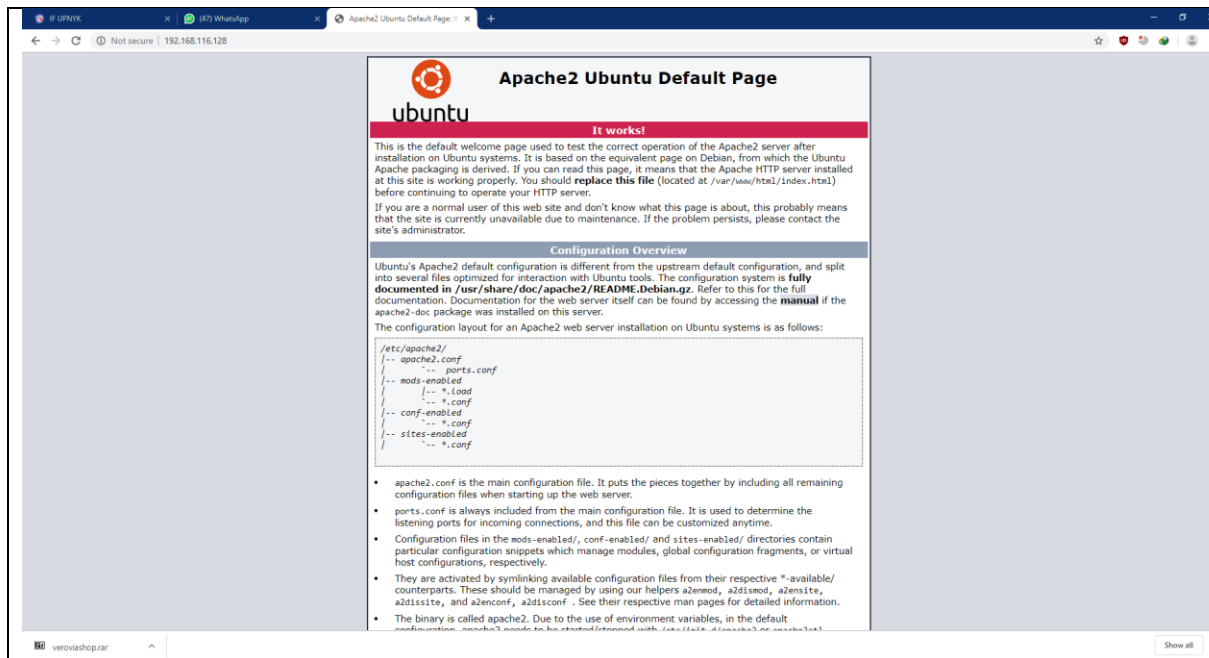 IF UPNYK
(47) WhatsApp
Apache2 Ubuntu Default Page: It
Not secure | 192.168.116.128
ubuntu
Apache2 Ubuntu Default Page
It works!
This is the default welcome page used to test the correct operation of the Apache2 server after
installation on Ubuntu systems. It is based on the equivalent page on Debian, from which the Ubuntu
Apache packaging is derived. If you can read this page, it means that the Apache HTTP server installed
at this site is working properly. You should replace this file (located at /var/www/html/index.html)
before continuing to operate your HTTP server.
If you are a normal user of this web site and don't know what this page is about, this probably means
that the site is currently unavailable due to maintenance. If the problem persists, please contact the
site's administrator.
Configuration Overview
Ubuntu's Apache2 default configuration is different from the upstream default configuration, and split
into several files optimized for interaction with Ubuntu tools. The configuration system is fully
documented in /usr/share/doc/apache2/README.Debian.gz. Refer to this for the full
documentation. Documentation for the web server itself can be found by accessing the manual if the
apache2-doc package was installed on this server.
The configuration layout for an Apache2 web server installation on Ubuntu systems is as follows:
/etc/apache2/
|-- apache2.conf
|       `--  ports.conf
|-- mods-enabled
|       |-- *.load
|       `-- *.conf
|-- conf-enabled
|       `-- *.conf
|-- sites-enabled
|       `-- *.conf
• apache2.conf is the main configuration file. It puts the pieces together by including all remaining
configuration files when starting up the web server.
• ports.conf is always included from the main configuration file. It is used to determine the
listening ports for incoming connections, and this file can be customized anytime.
• Configuration files in the mods-enabled/, conf-enabled/ and sites-enabled/ directories contain
particular configuration snippets which manage modules, global configuration fragments, or virtual
host configurations, respectively.
• They are activated by symlinking available configuration files from their respective *-available/
counterparts. These should be managed by using our helpers a2enmod, a2dismod, a2ensite,
a2dissite, and a2enconf, a2disconf . See their respective man pages for detailed information.
• The binary is called apache2. Due to the use of environment variables, in the default
configuration, apache2 needs to be started/stopped with /etc/init.d/apache2 or apache2ctl.
veroviashop.rar
Show all